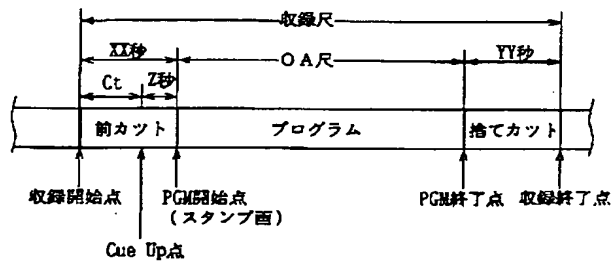 収録尺
XX秒
OA尺
YY秒
Ct
Z秒
前カット
プログラム
捨てカット
収録開始点
PGM開始点
(スタンプ画)
PGM終了点
収録終了点
Cue Up点